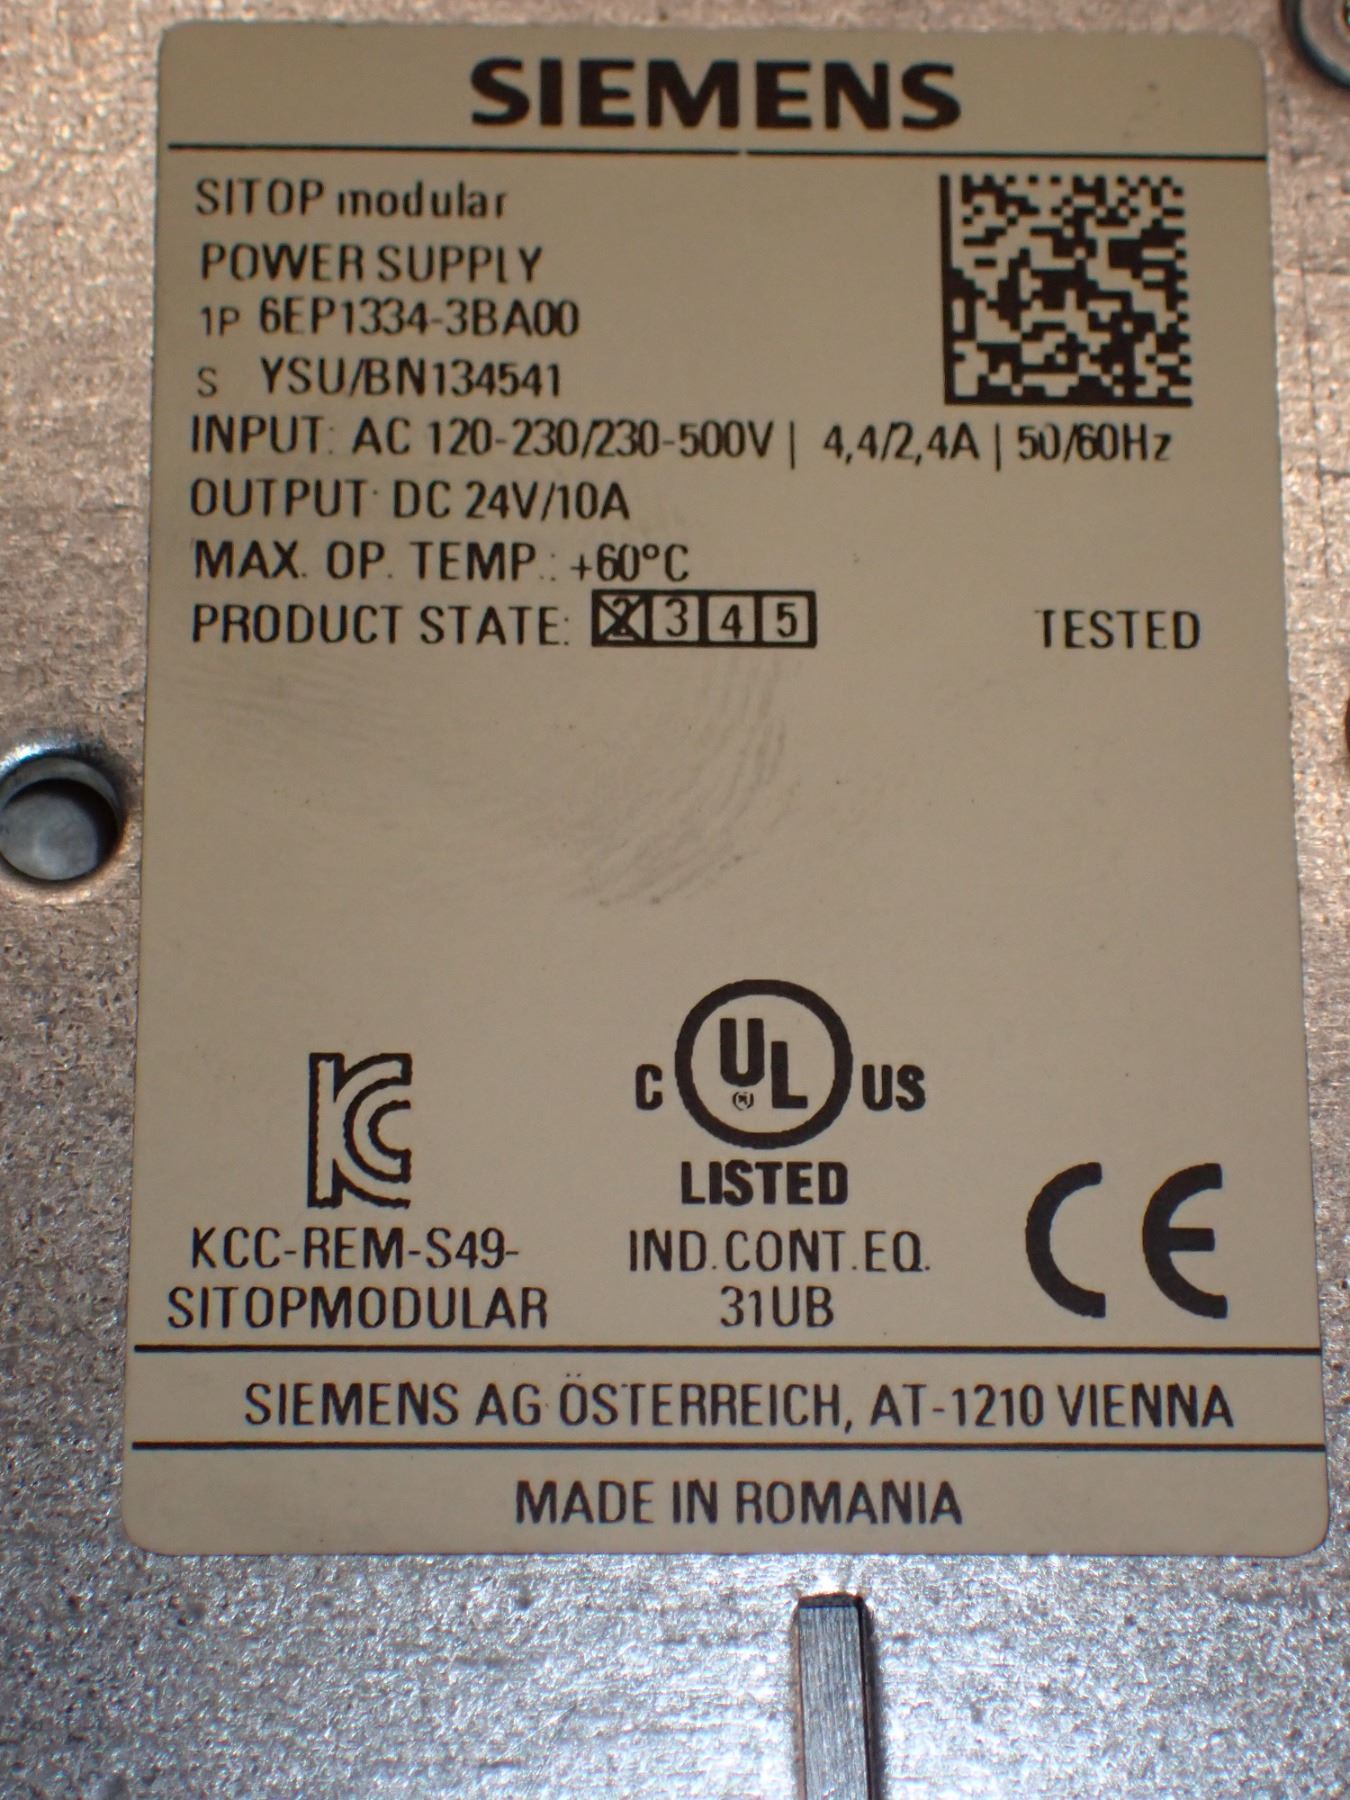 SIEMENS
SITOP modular
POWER SUPPLY
1P 6EP1334-3BA00
S YSU/BN134541
INPUT: AC 120-230/230-500V | 4,4/2,4A | 50/60Hz
OUTPUT: DC 24V/10A
MAX. OP. TEMP.: +60°C
PRODUCT STATE: 2 3 4 5 TESTED
C UL US
LISTED
KCC-REM-S49-
SITOPMODULAR
IND.CONT.EQ.
31UB
CE
SIEMENS AG ÖSTERREICH, AT-1210 VIENNA
MADE IN ROMANIA